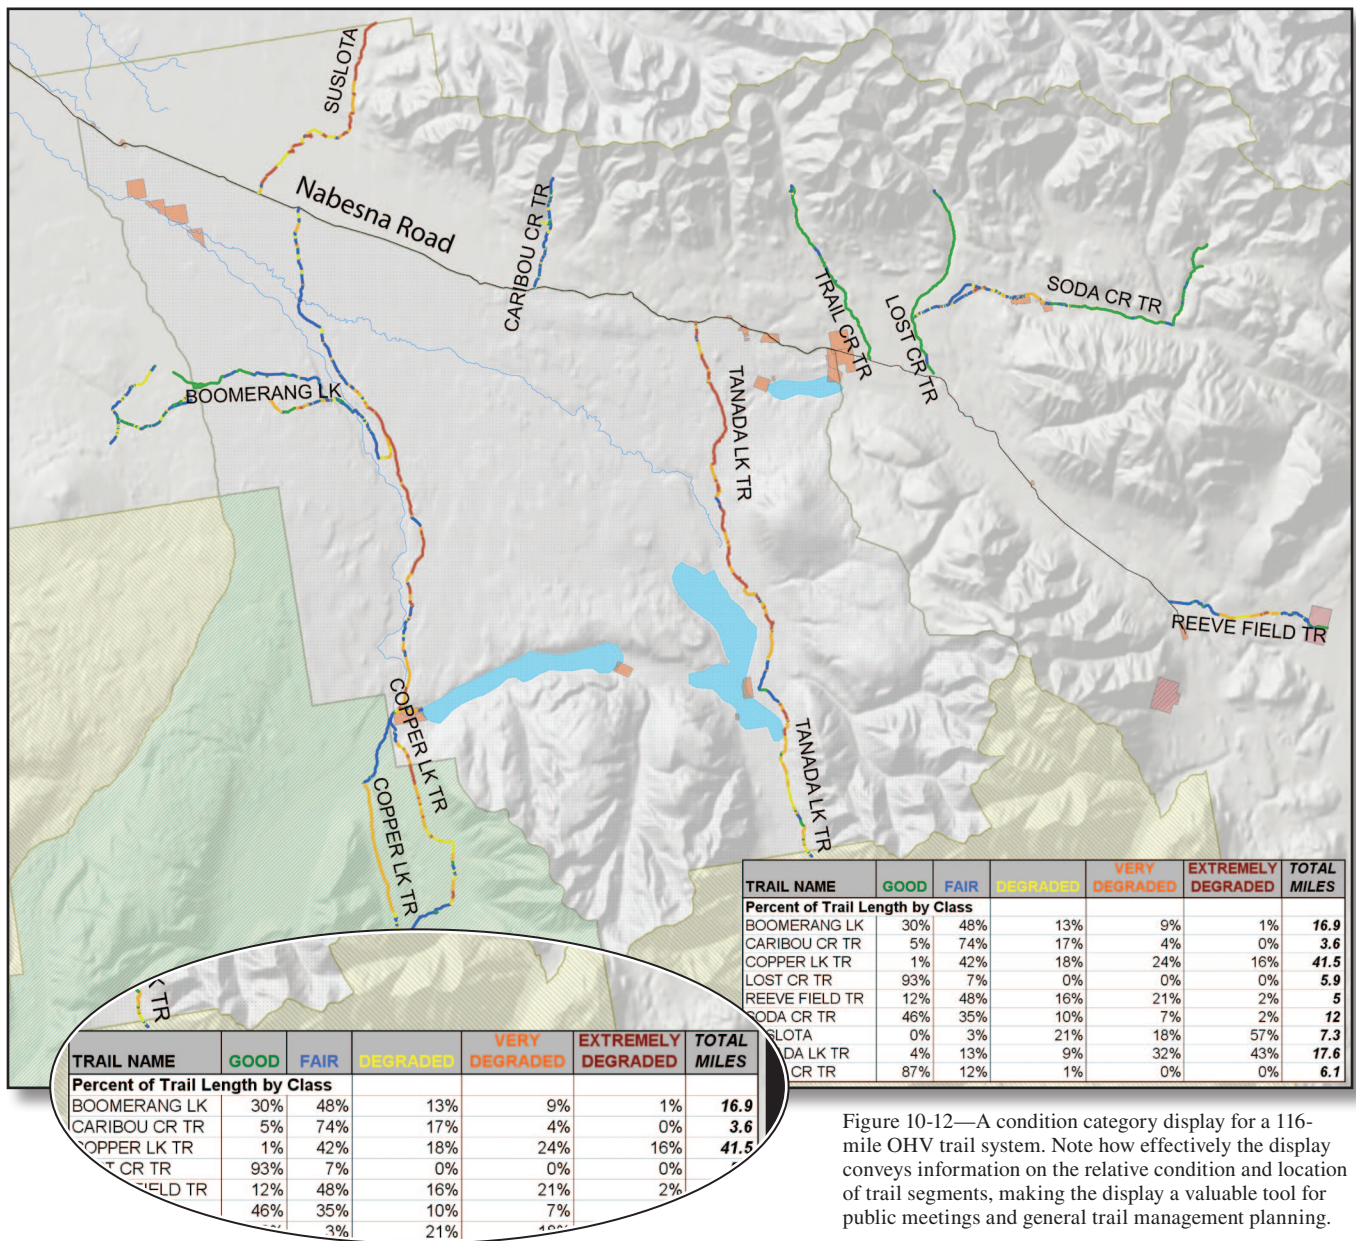 SUSLOTA
Nabesna Road
CARIBOU CR TR
TRAIL CR TR
LOST CR TR
SODA CR TR
BOOMERANG LK
TANADA LK TR
REEVE FIELD TR
COPPER LK TR
COPPER LK TR
TANADA LK TR
TRAIL NAME GOOD FAIR DEGRADED VERY DEGRADED EXTREMELY DEGRADED TOTAL MILES
Percent of Trail Length by Class
BOOMERANG LK 30% 48% 13% 9% 1% 16.9
CARIBOU CR TR 5% 74% 17% 4% 0% 3.6
COPPER LK TR 1% 42% 18% 24% 16% 41.5
LOST CR TR 93% 7% 0% 0% 0% 5.9
REEVE FIELD TR 12% 48% 16% 21% 2% 5
SODA CR TR 46% 35% 10% 7% 2% 12
SLOTA 0% 3% 21% 18% 57% 7.3
DA LK TR 4% 13% 9% 32% 43% 17.6
CR TR 87% 12% 1% 0% 0% 6.1
K TR
TRAIL NAME GOOD FAIR DEGRADED VERY DEGRADED EXTREMELY DEGRADED TOTAL MILES
Percent of Trail Length by Class
BOOMERANG LK 30% 48% 13% 9% 1% 16.9
CARIBOU CR TR 5% 74% 17% 4% 0% 3.6
OPPER LK TR 1% 42% 18% 24% 16% 41.5
T CR TR 93% 7% 0% 0% 0%
FIELD TR 12% 48% 16% 21% 2%
46% 35% 10% 7%
3% 21%
Figure 10-12—A condition category display for a 116-
mile OHV trail system. Note how effectively the display
conveys information on the relative condition and location
of trail segments, making the display a valuable tool for
public meetings and general trail management planning.